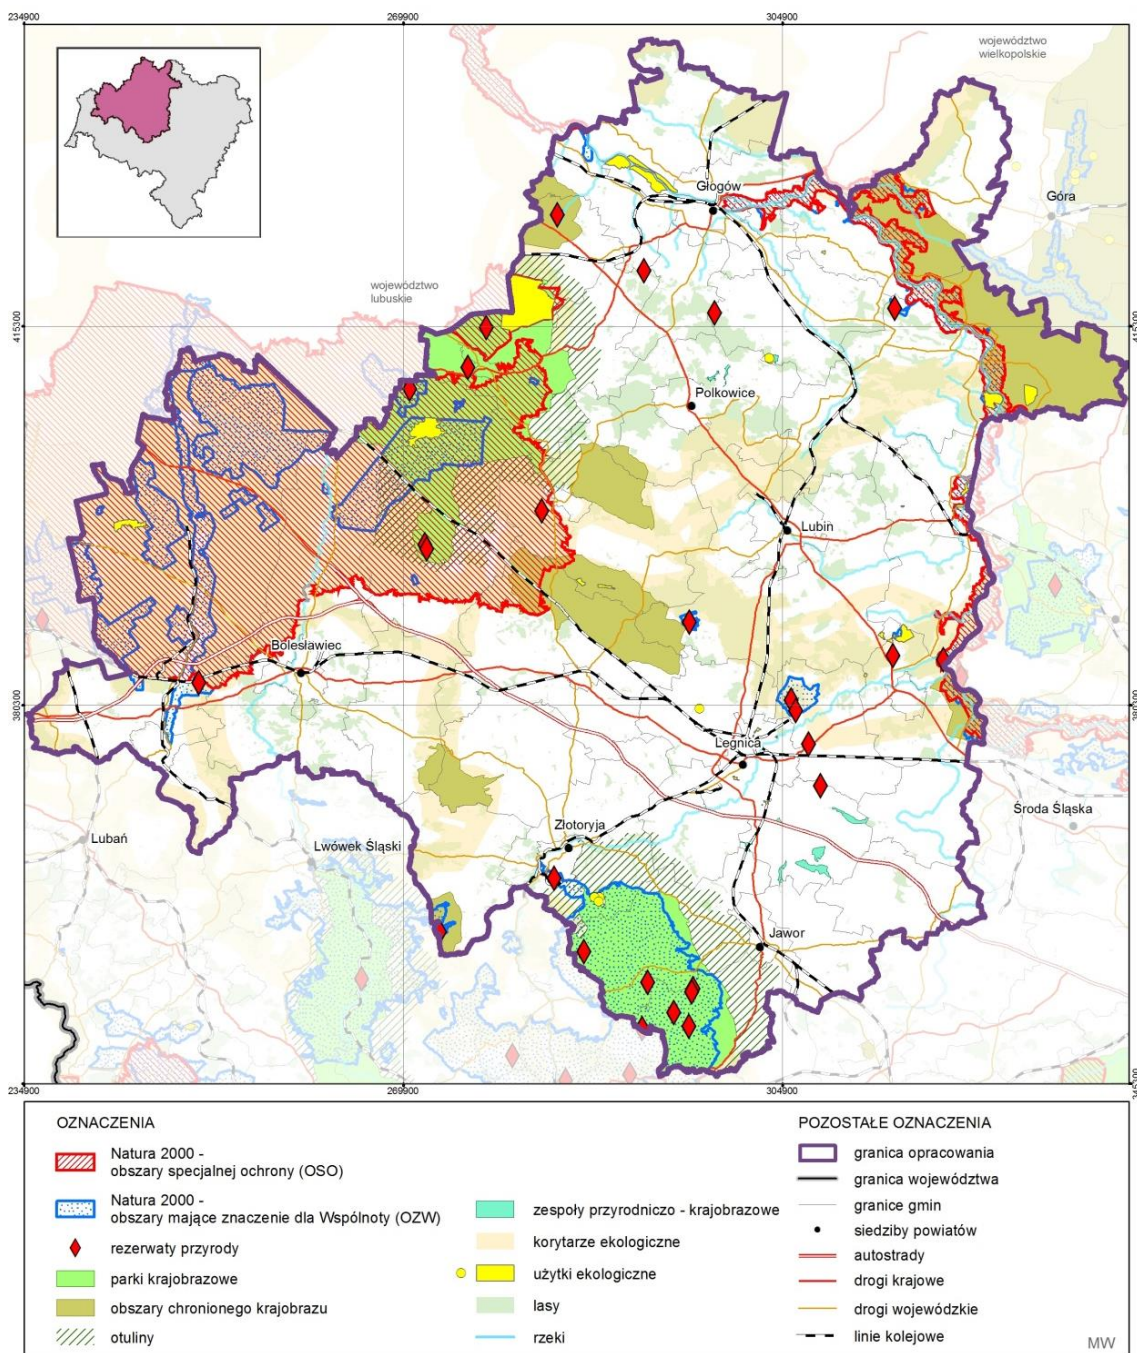 234900
269900
304900
województwo
wielkopolskie
Góra
Głogów
województwo
lubuskie
415300
415300
Polkowice
Lubin
Bolesławiec
380300
380300
Legnica
Środa Śląska
Lubań
Złotoryja
Lwówek Śląski
Jawor
234900
269900
304900
OZNACZENIA
Natura 2000 -
obszary specjalnej ochrony (OSO)
Natura 2000 -
obszary mające znaczenie dla Wspólnoty (OZW)
rezerwaty przyrody
parki krajobrazowe
obszary chronionego krajobrazu
otuliny
zespoły przyrodniczo - krajobrazowe
korytarze ekologiczne
użytki ekologiczne
lasy
rzeki
POZOSTAŁE OZNACZENIA
granica opracowania
granica województwa
granice gmin
siedziby powiatów
autostrady
drogi krajowe
drogi wojewódzkie
linie kolejowe
MW